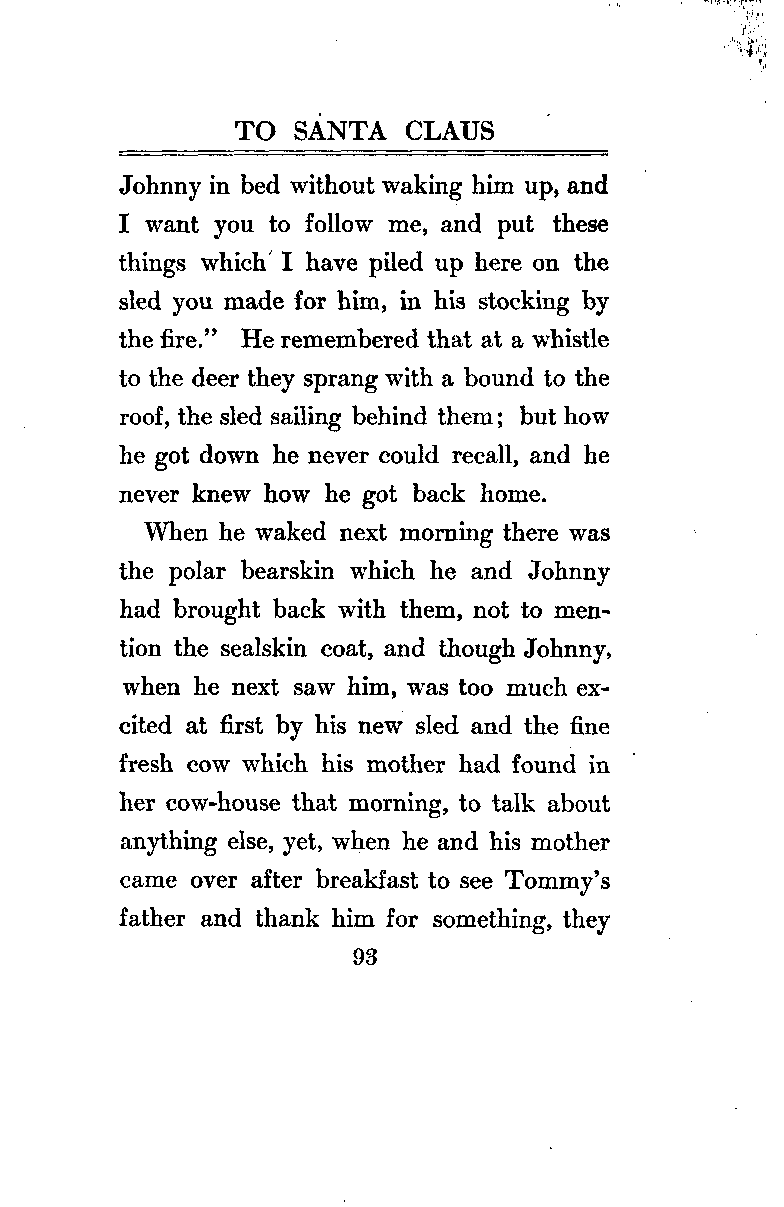 TO SANTA CLAUS
Johnny in bed without waking him up, and
I want you to follow me, and put these
things which I have piled up here on the
sled you made for him, in his stocking by
the fire.” He remembered that at a whistle
to the deer they sprang with a bound to the
roof, the sled sailing behind them; but how
he got down he never could recall, and he
never knew how he got back home.
When he waked next morning there was
the polar bearskin which he and Johnny
had brought back with them, not to men-
tion the sealskin coat, and though Johnny,
when he next saw him, was too much ex-
cited at first by his new sled and the fine
fresh cow which his mother had found in
her cow-house that morning, to talk about
anything else, yet, when he and his mother
came over after breakfast to see Tommy’s
father and thank him for something, they
93